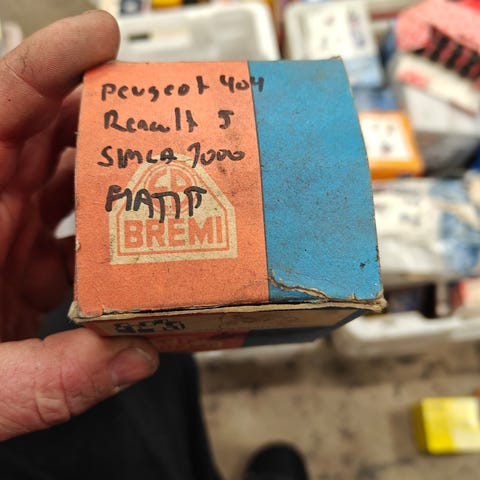 Peugeot 404
Renault 5
SIMCA 1000
BREMI